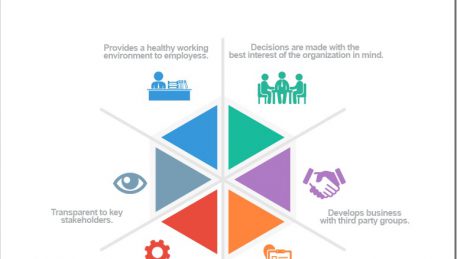 Provides a healthy working
environment to employess.
Decisions are made with the
best interest of the organization in mind.
Transparent to key
stakeholders.
Develops business
with third party groups.